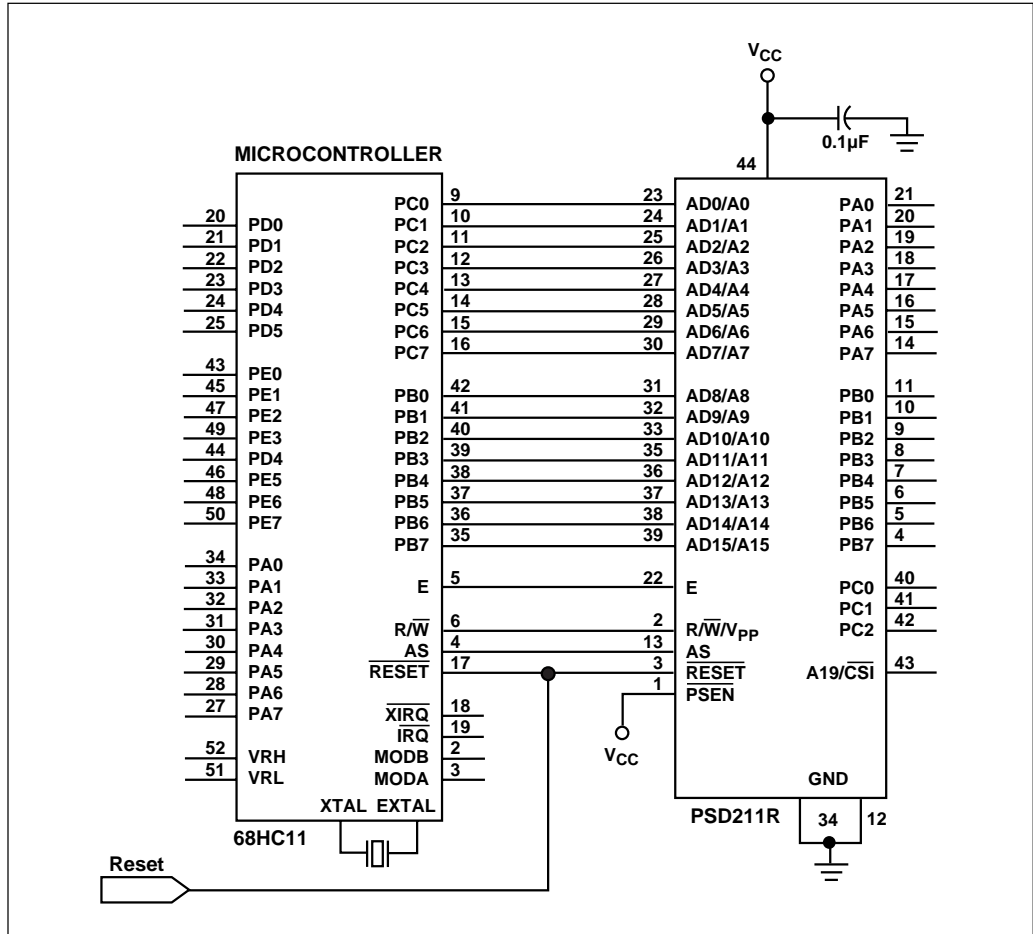 VCC
0.1µF
44
MICROCONTROLLER
20 PD0
21 PD1
22 PD2
23 PD3
24 PD4
25 PD5
43 PE0
45 PE1
47 PE2
49 PE3
44 PD4
46 PE5
48 PE6
50 PE7
34 PA0
33 PA1
32 PA2
31 PA3
30 PA4
29 PA5
28 PA6
27 PA7
52 VRH
51 VRL
PC0 9
PC1 10
PC2 11
PC3 12
PC4 13
PC5 14
PC6 15
PC7 16
PB0 42
PB1 41
PB2 40
PB3 39
PB4 38
PB5 37
PB6 36
PB7 35
E 5
R/W̅ 6
AS 4
R̅E̅S̅E̅T̅ 17
X̅I̅R̅Q̅ 18
I̅R̅Q̅ 19
MODB 2
MODA 3
XTAL EXTAL
68HC11
23 AD0/A0
24 AD1/A1
25 AD2/A2
26 AD3/A3
27 AD4/A4
28 AD5/A5
29 AD6/A6
30 AD7/A7
31 AD8/A8
32 AD9/A9
33 AD10/A10
35 AD11/A11
36 AD12/A12
37 AD13/A13
38 AD14/A14
39 AD15/A15
22 E
2 R/W̅/VPP
13 AS
3 R̅E̅S̅E̅T̅
1 P̅S̅E̅N̅
VCC
PA0 21
PA1 20
PA2 19
PA3 18
PA4 17
PA5 16
PA6 15
PA7 14
PB0 11
PB1 10
PB2 9
PB3 8
PB4 7
PB5 6
PB6 5
PB7 4
PC0 40
PC1 41
PC2 42
A19/C̅S̅I̅ 43
GND
PSD211R
34 12
Reset